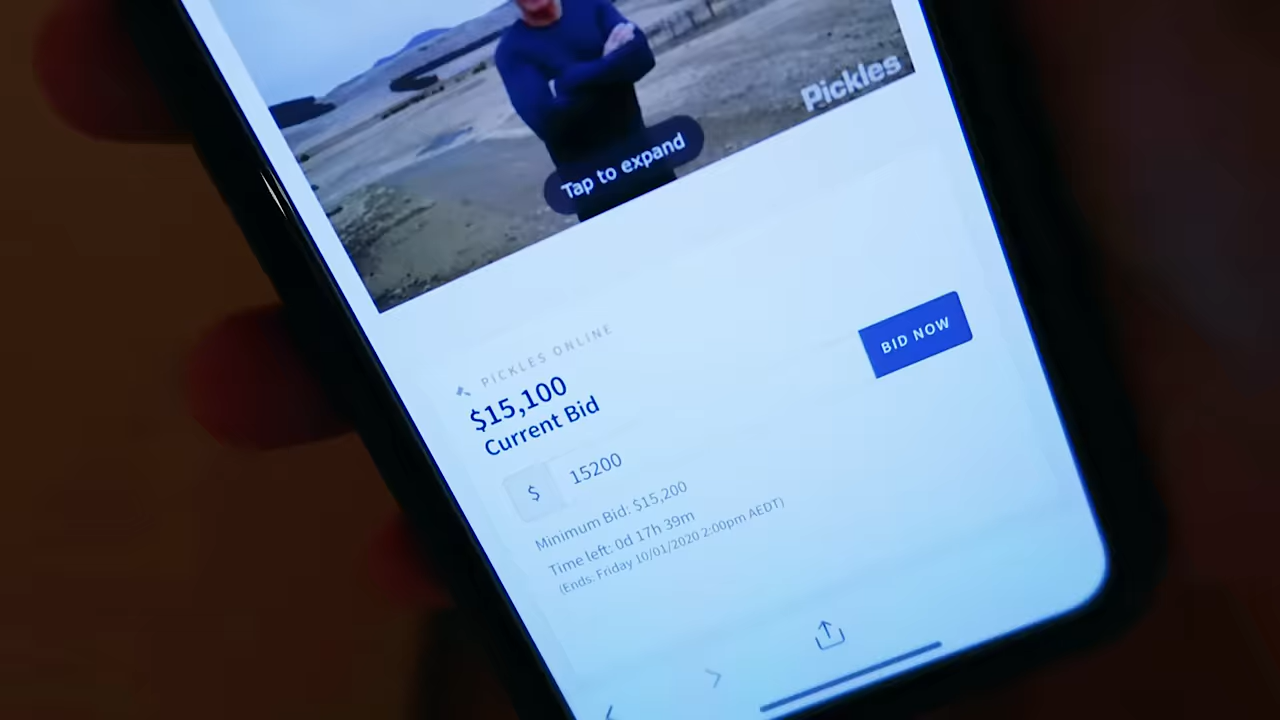 Pickles
Tap to expand
PICKLES ONLINE
$15,100
Current Bid
BID NOW
$ 15200
Minimum Bid: $15,200
Time left: 0d 17h 39m
(Ends: Friday 10/01/2020 2:00pm AEDT)